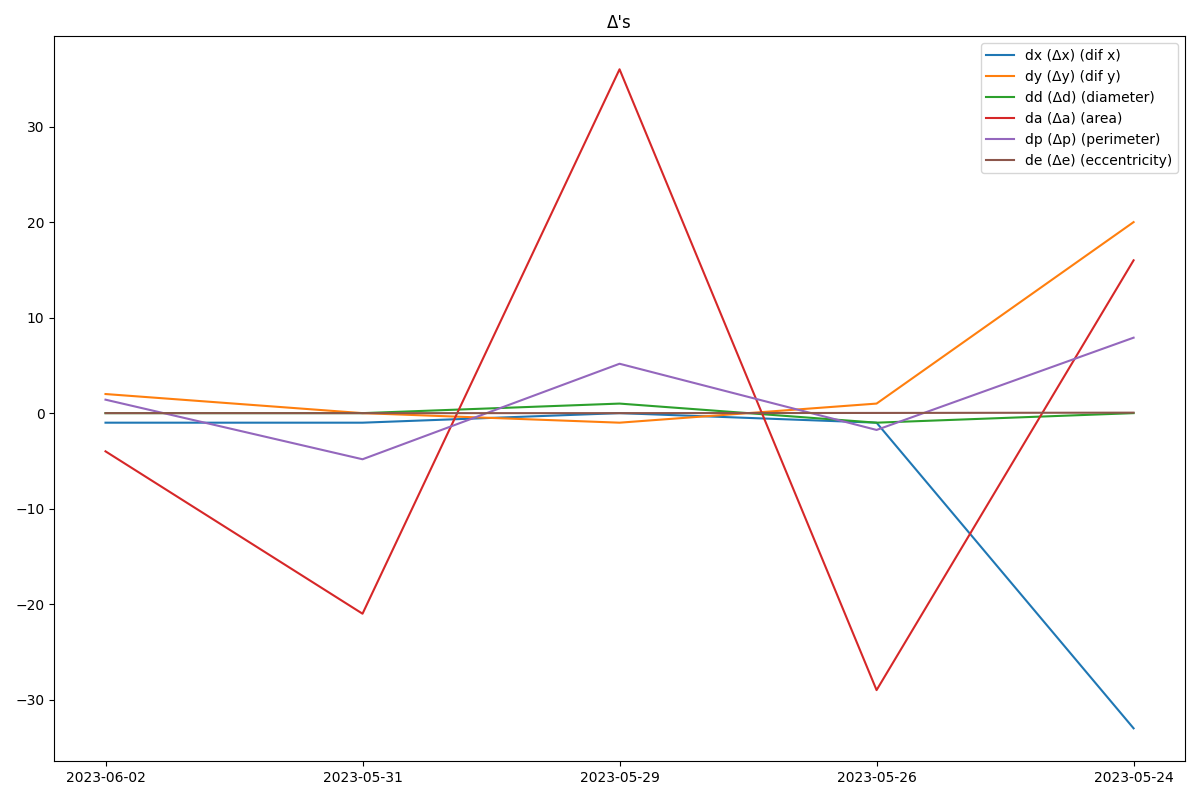 Δ's
dx (Δx) (dif x)
dy (Δy) (dif y)
dd (Δd) (diameter)
da (Δa) (area)
dp (Δp) (perimeter)
de (Δe) (eccentricity)
30
20
10
0
−10
−20
−30
2023-06-02
2023-05-31
2023-05-29
2023-05-26
2023-05-24